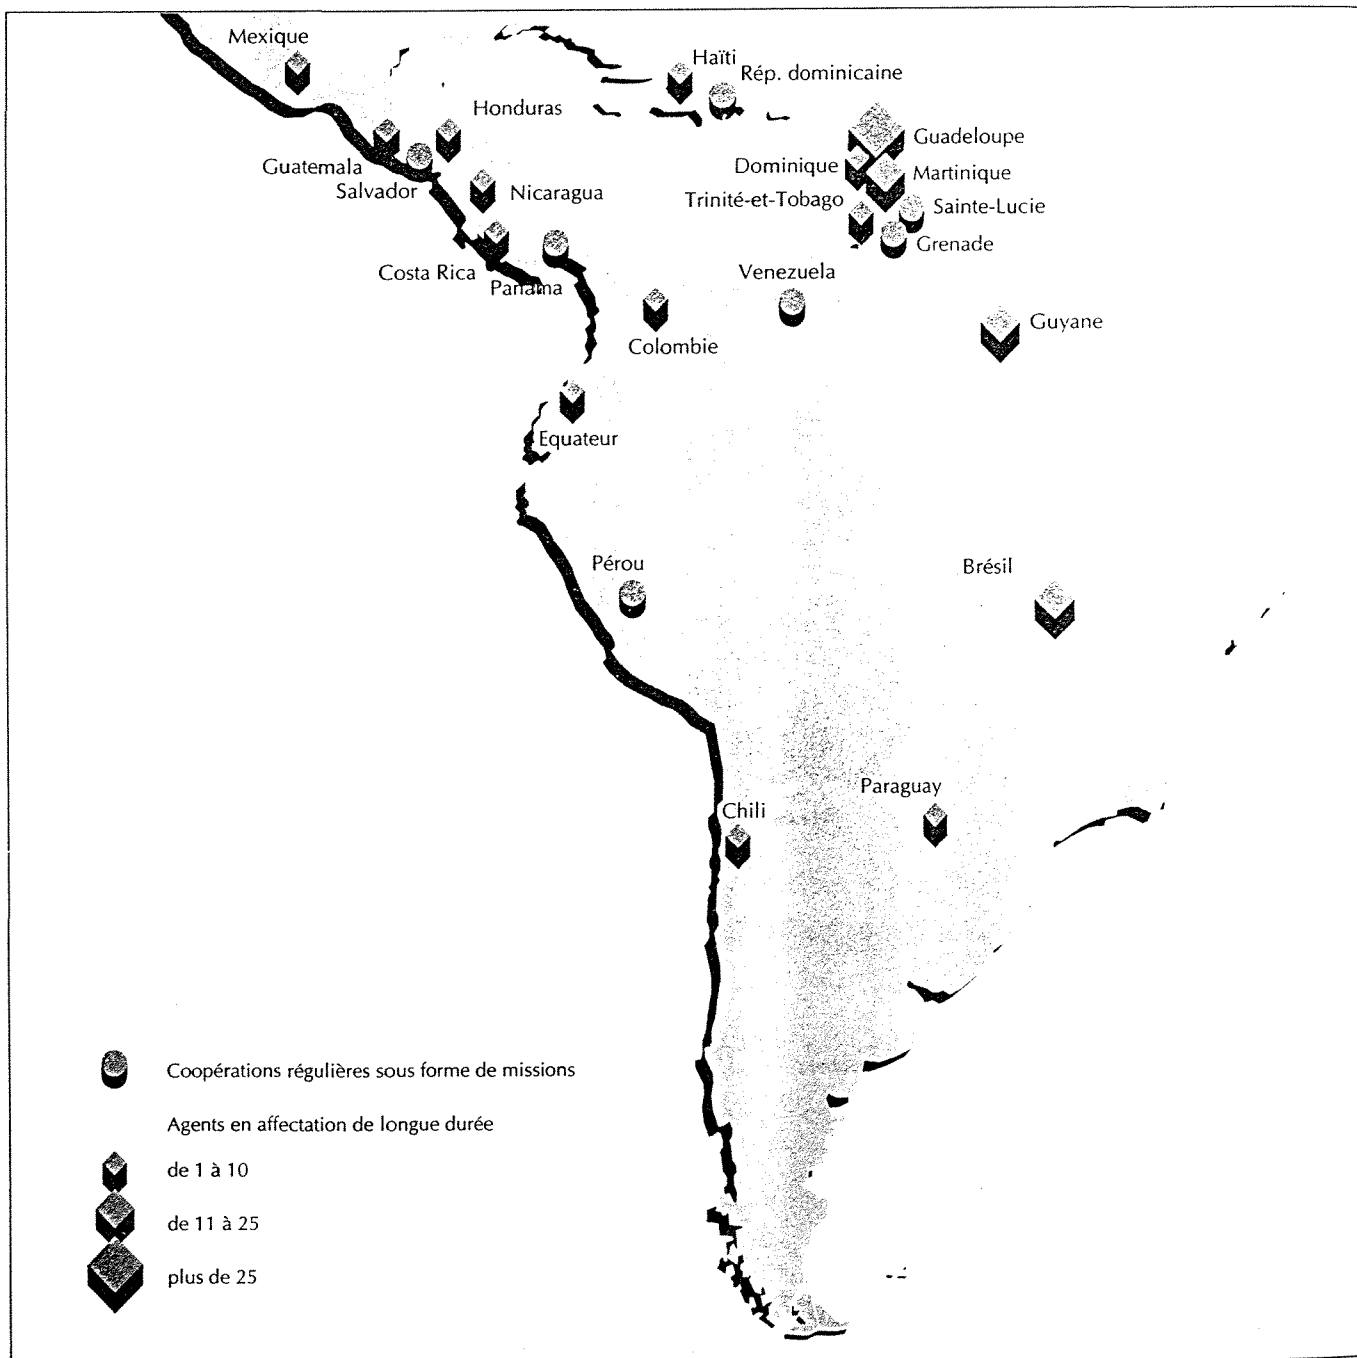 Mexique
Haïti
Rép. dominicaine
Honduras
Guadeloupe
Guatemala
Dominique
Martinique
Salvador
Nicaragua
Trinité-et-Tobago
Sainte-Lucie
Grenade
Costa Rica
Panama
Venezuela
Guyane
Colombie
Equateur
Pérou
Brésil
Paraguay
Chili
Coopérations régulières sous forme de missions
Agents en affectation de longue durée
de 1 à 10
de 11 à 25
plus de 25